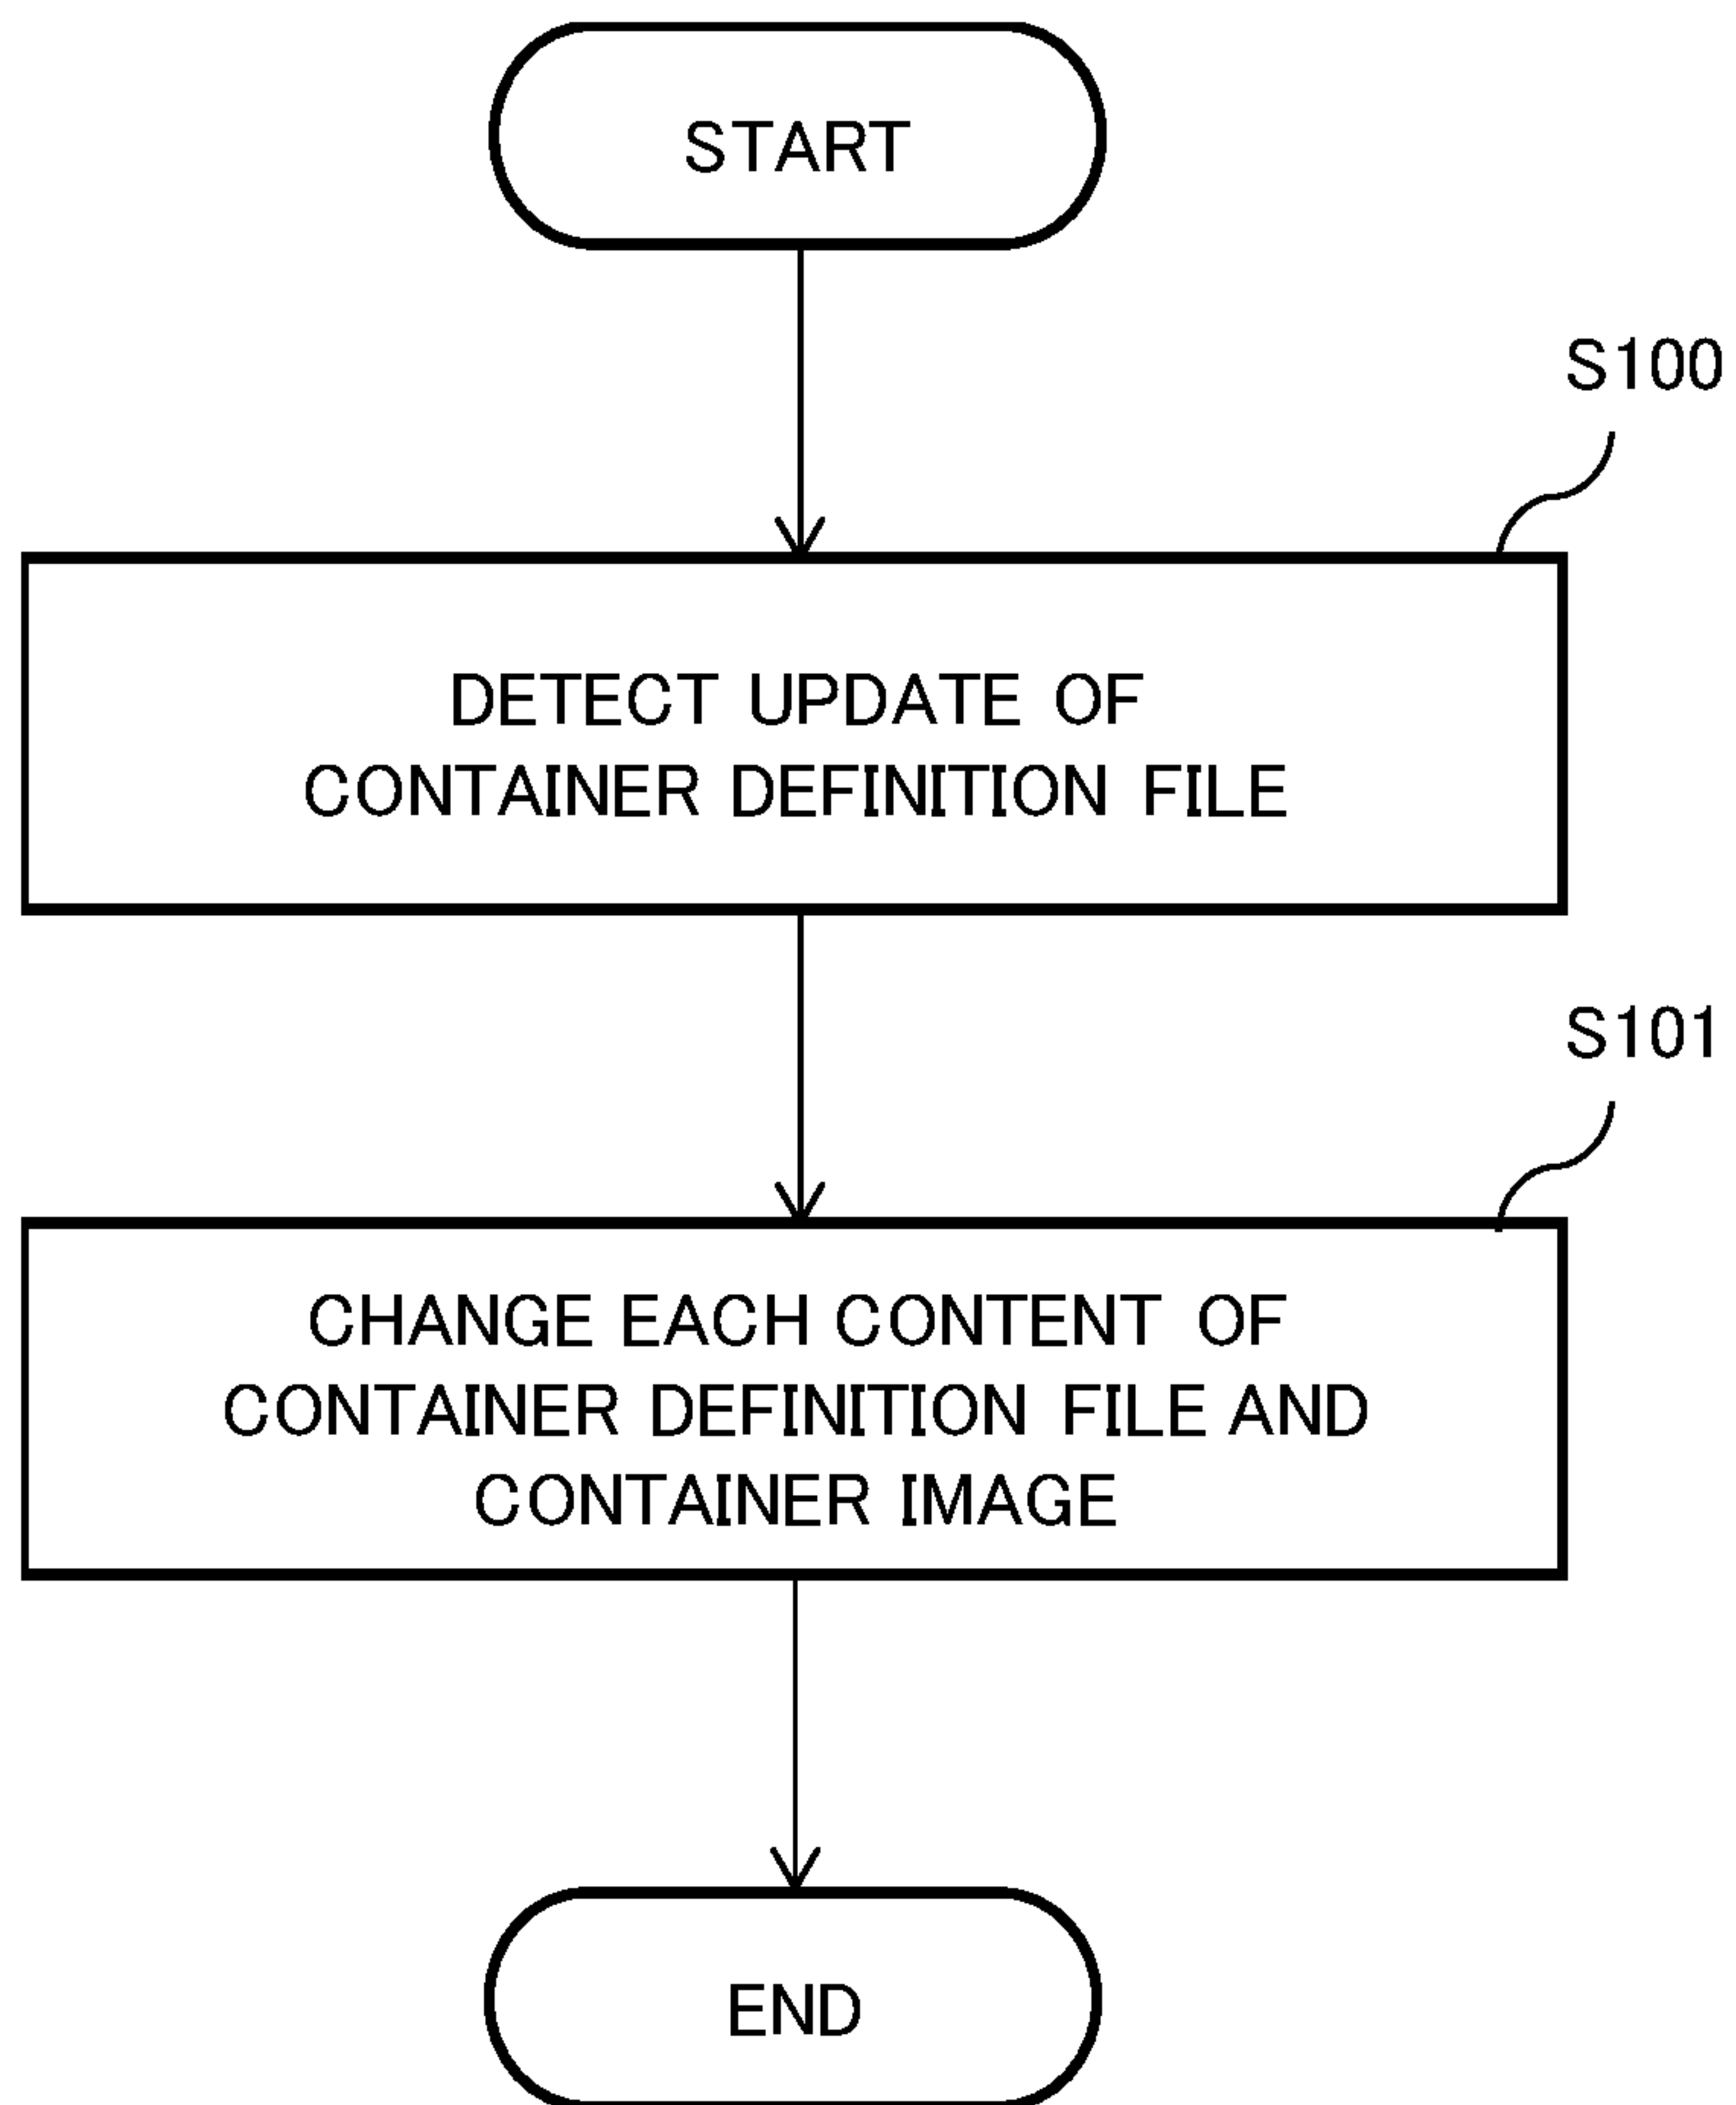 START
S100
DETECT UPDATE OF
CONTAINER DEFINITION FILE
S101
CHANGE EACH CONTENT OF
CONTAINER DEFINITION FILE AND
CONTAINER IMAGE
END